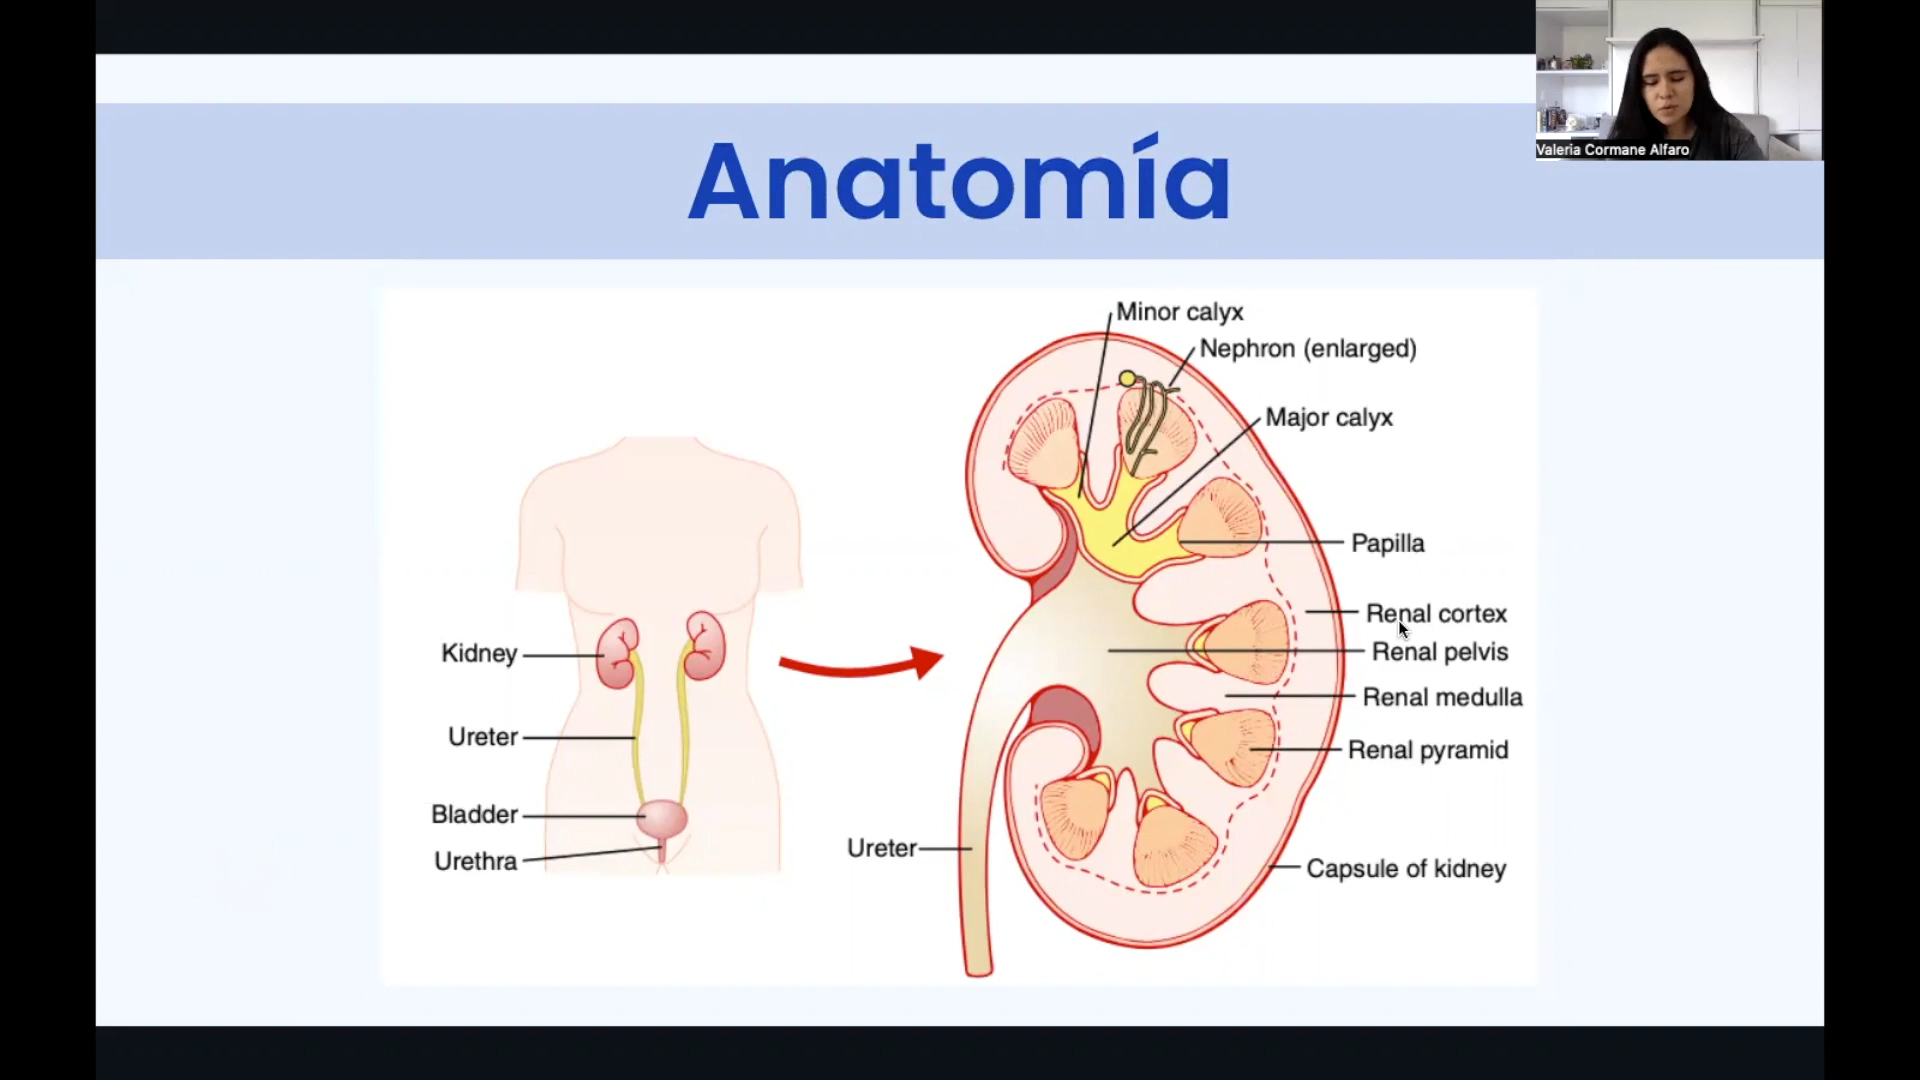 Valeria Cormane Alfaro
Anatomía
Minor calyx
Nephron (enlarged)
Major calyx
Papilla
Renal cortex
Renal pelvis
Renal medulla
Renal pyramid
Capsule of kidney
Ureter
Kidney
Ureter
Bladder
Urethra